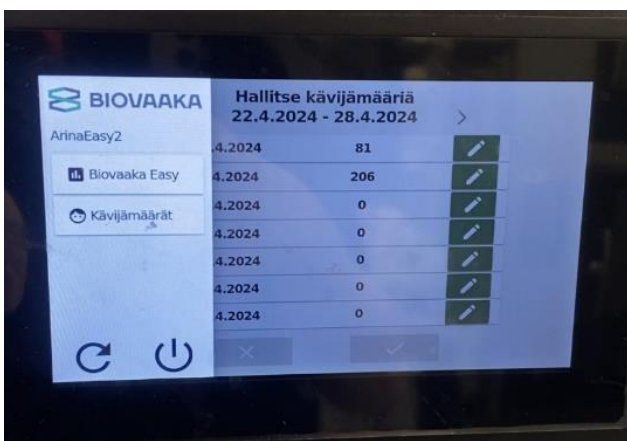 BIOVAAKA
ArinaEasy2
Biovaaka Easy
Kävijämäärät
Hallitse kävijämääriä
22.4.2024 - 28.4.2024
.4.2024 81
4.2024 206
4.2024 0
4.2024 0
4.2024 0
4.2024 0
4.2024 0